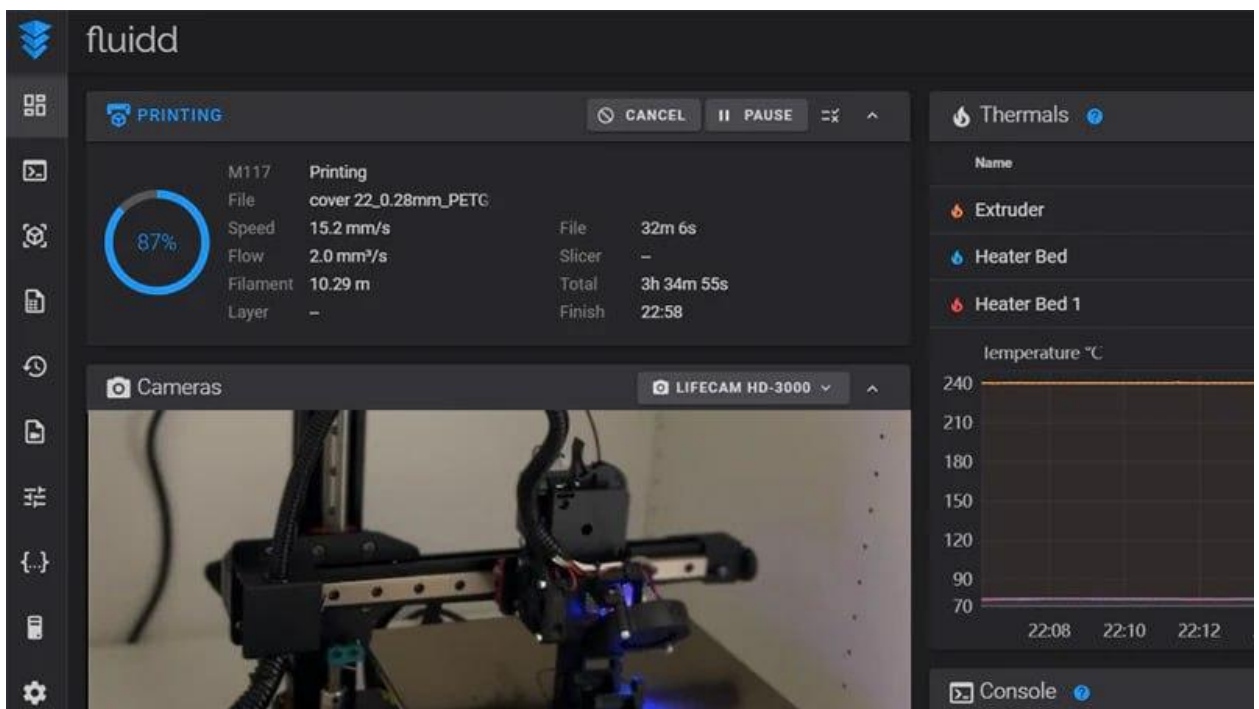 fluidd
PRINTING
CANCEL
PAUSE
M117 Printing
File cover 22_0.28mm_PETG
Speed 15.2 mm/s File 32m 6s
Flow 2.0 mm³/s Slicer –
Filament 10.29 m Total 3h 34m 55s
Layer – Finish 22:58
87%
Cameras
LIFECAM HD-3000
Thermals ?
Name
Extruder
Heater Bed
Heater Bed 1
Temperature °C
240
210
180
150
120
90
70
22:08 22:10 22:12
Console ?